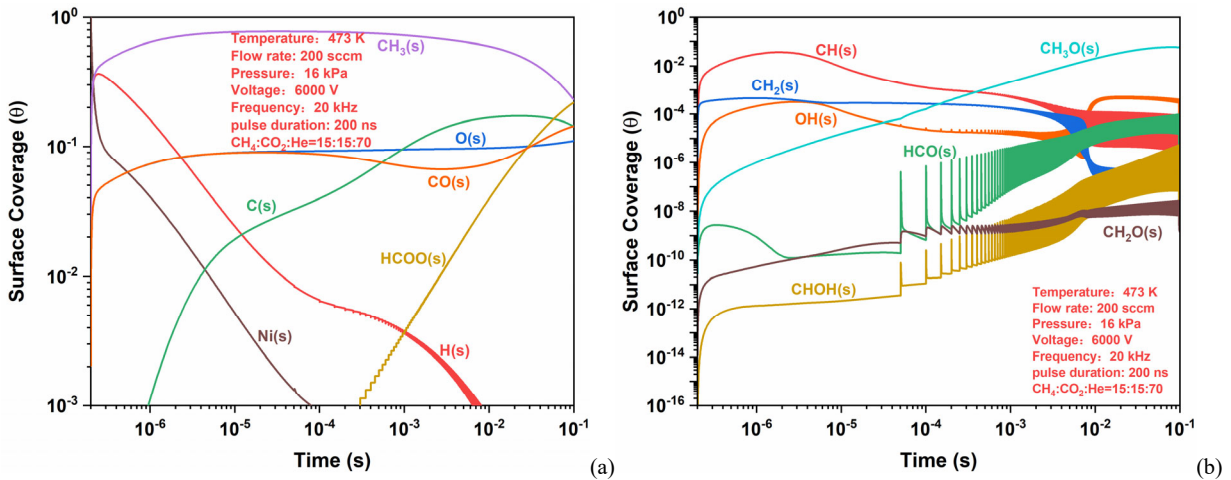 Surface Coverage (θ)
10⁰
10⁻¹
10⁻²
10⁻³
10⁻⁶
10⁻⁵
10⁻⁴
10⁻³
10⁻²
10⁻¹
Time (s)
CH₃(s)
Temperature: 473 K
Flow rate: 200 sccm
Pressure: 16 kPa
Voltage: 6000 V
Frequency: 20 kHz
pulse duration: 200 ns
CH₄:CO₂:He=15:15:70
O(s)
CO(s)
C(s)
HCOO(s)
Ni(s)
H(s)
(a)
Surface Coverage (θ)
10⁰
10⁻²
10⁻⁴
10⁻⁶
10⁻⁸
10⁻¹⁰
10⁻¹²
10⁻¹⁴
10⁻¹⁶
10⁻⁶
10⁻⁵
10⁻⁴
10⁻³
10⁻²
10⁻¹
Time (s)
CH(s)
CH₃O(s)
CH₂(s)
OH(s)
HCO(s)
CH₂O(s)
CHOH(s)
Temperature: 473 K
Flow rate: 200 sccm
Pressure: 16 kPa
Voltage: 6000 V
Frequency: 20 kHz
pulse duration: 200 ns
CH₄:CO₂:He=15:15:70
(b)